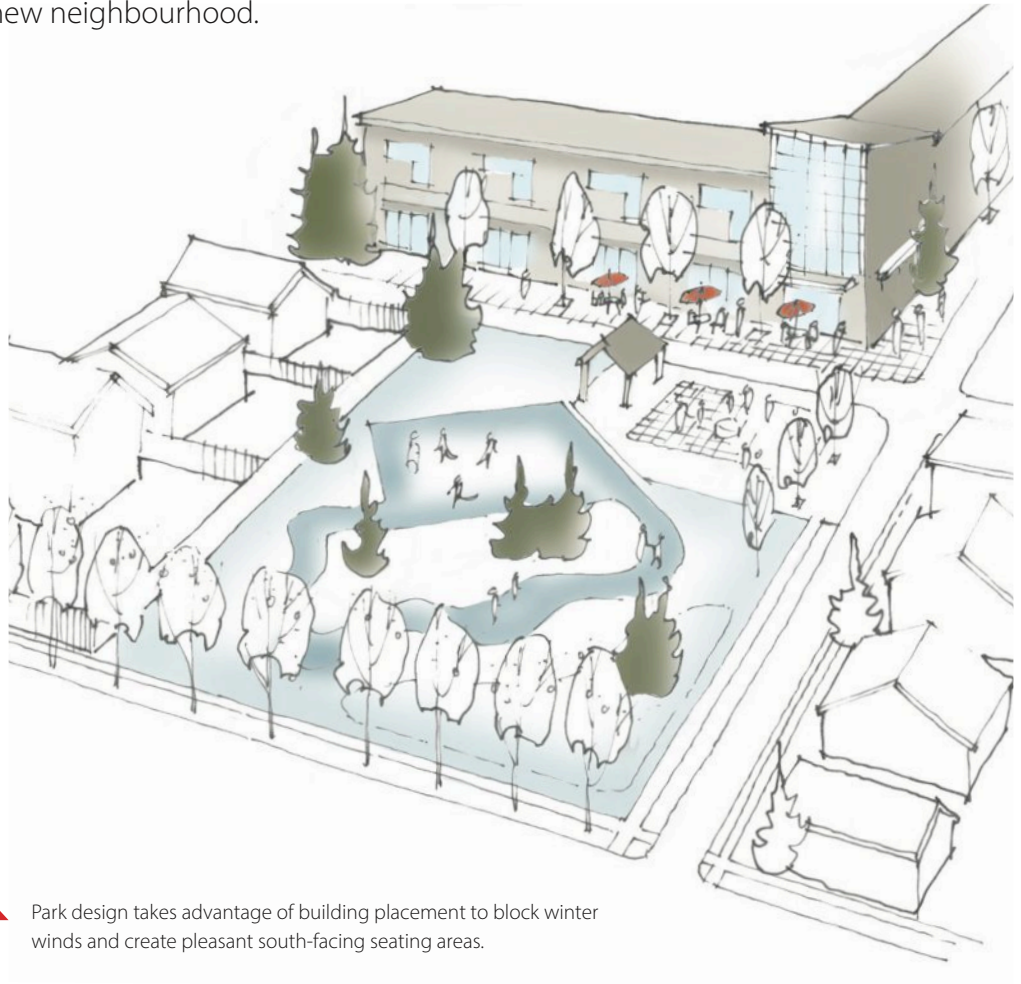 new neighbourhood.
Park design takes advantage of building placement to block winter
winds and create pleasant south-facing seating areas.